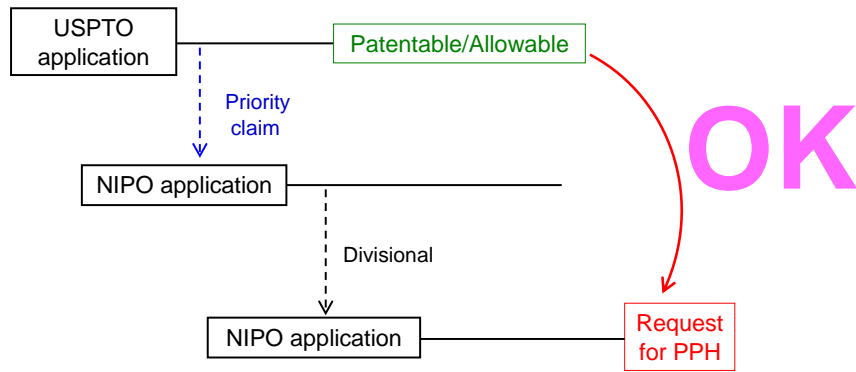 USPTO
application
Patentable/Allowable
Priority
claim
OK
NIPO application
Divisional
NIPO application
Request
for PPH